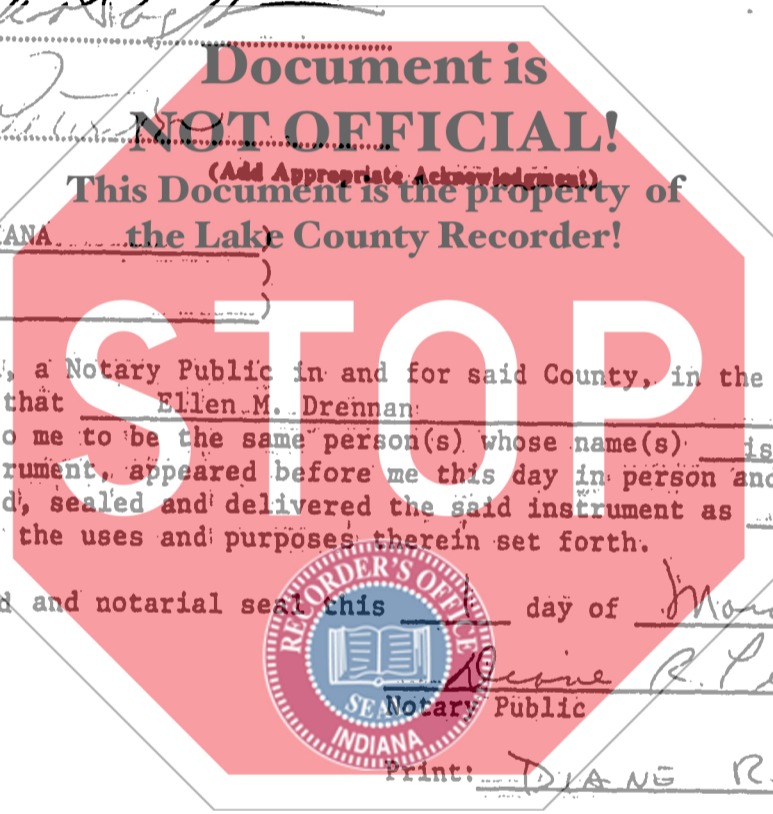 Document is
NOT OFFICIAL!
(Add Appropriate Acknowledgment)
This Document is the property of
the Lake County Recorder!
IANA )
)
)
STOP
, a Notary Public in and for said County, in the
that Ellen M. Drennan
o me to be the same person(s) whose name(s) is
rument, appeared before me this day in person and
d, sealed and delivered the said instrument as
the uses and purposes therein set forth.
d and notarial seal this day of
Diane R.
Notary Public
Print: DIANE R.
RECORDER'S OFFICE
SEAL
INDIANA